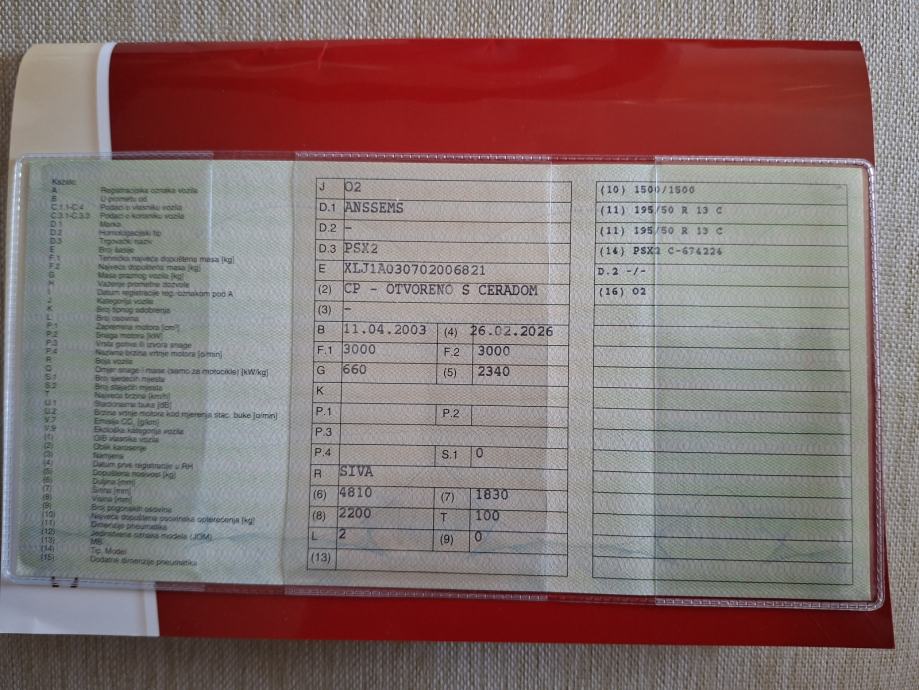 Kazalo:
A Registracijska oznaka vozila
B U prometu od
C.1.1-C.4 Podaci o vlasniku vozila
C.3.1-C.3.3 Podaci o korisniku vozila
D.1 Marka
D.2 Homologacijski tip
D.3 Trgovački naziv
E Broj šasije
F.1 Tehnička najveća dopuštena masa [kg]
F.2 Najveća dopuštena masa [kg]
G Masa praznog vozila [kg]
H Važenje prometne dozvole
I Datum registracije reg. oznakom pod A
J Kategorija vozila
K Broj tipnog odobrenja
L Broj osovina
P.1 Zapremina motora [cm³]
P.2 Snaga motora [kW]
P.3 Vrsta goriva ili izvora snage
P.4 Nazivna brzina vrtnje motora [o/min]
R Boja vozila
Q Omjer snage i mase (samo za motocikle) [kW/kg]
S.1 Broj sjedećih mjesta
S.2 Broj stajaćih mjesta
T Najveća brzina [km/h]
U.1 Stacionarna buka [dB]
U.2 Brzina vrtnje motora kod mjerenja stac. buke [o/min]
V.7 Emisija CO₂ [g/km]
V.9 Ekološka kategorija vozila
(1) OIB vlasnika vozila
(2) Oblik karoserije
(3) Namjena
(4) Datum prve registracije u RH
(5) Dopuštena nosivost [kg]
(6) Duljina [mm]
(7) Širina [mm]
(8) Visina [mm]
(9) Broj pogonskih osovina
(10) Najveća dopuštena osovinska opterećenja [kg]
(11) Dimenzije pneumatika
(12) Jedinstvena oznaka modela (JOM)
(13) MB
(14) Tip, Model
(15) Dodatne dimenzije pneumatika
J O2
D.1 ANSSEMS
D.2 -
D.3 PSX2
E XLJ1A030702006821
(2) CP - OTVORENO S CERADOM
(3) -
B 11.04.2003 (4) 26.02.2026
F.1 3000 F.2 3000
G 660 (5) 2340
K
P.1 P.2
P.3
P.4 S.1 0
R SIVA
(6) 4810 (7) 1830
(8) 2200 T 100
L 2 (9) 0
(13)
(10) 1500/1500
(11) 195/50 R 13 C
(11) 195/50 R 13 C
(14) PSX2 C-674226
D.2 -/-
(16) O2